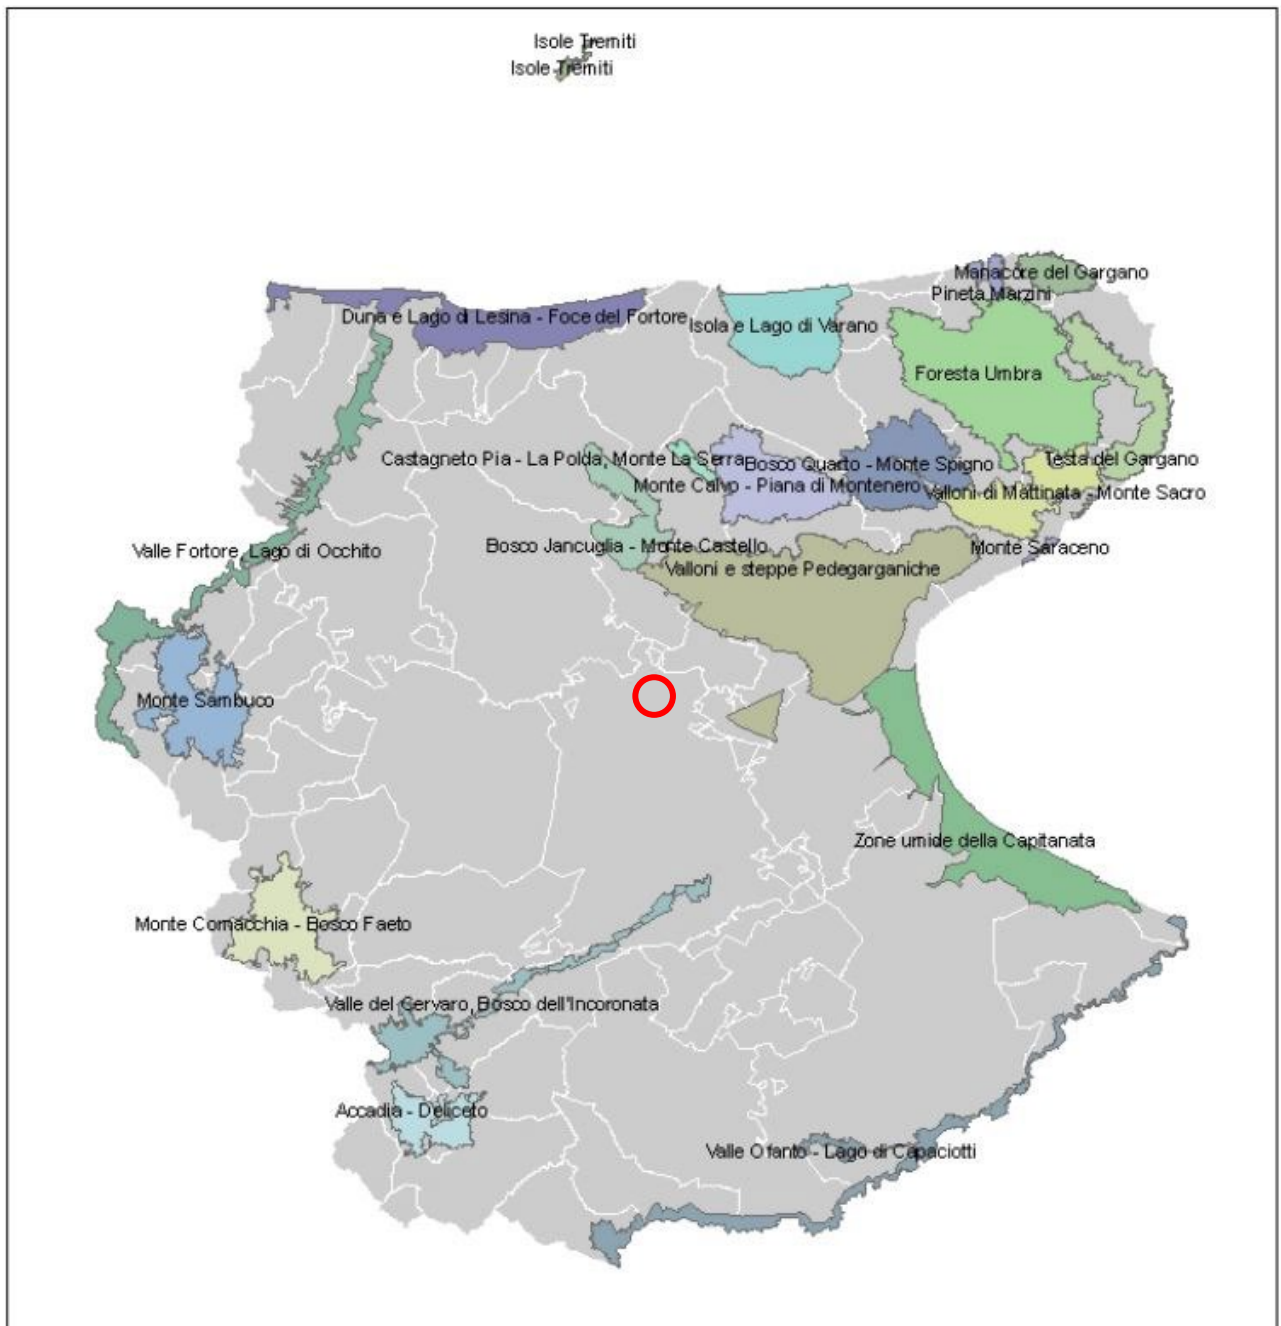 Isole Tremiti
Isole Tremiti
Manacore del Gargano
Pineta Marzini
Duna e Lago di Lesina - Foce del Fortore
Isola e Lago di Varano
Foresta Umbra
Castagneto Pia - La Polda, Monte La Serra
Bosco Quarto - Monte Spigno
Testa del Gargano
Monte Calvo - Piana di Montenero
Valloni di Mattinata - Monte Sacro
Valle Fortore, Lago di Occhito
Bosco Jancuglia - Monte Castello
Monte Saraceno
Valloni e steppe Pedegarganiche
Monte Sambuco
Zone umide della Capitanata
Monte Cornacchia - Bosco Faeto
Valle del Cervaro, Bosco dell'Incoronata
Accadia - Deliceto
Valle Ofanto - Lago di Capaciotti